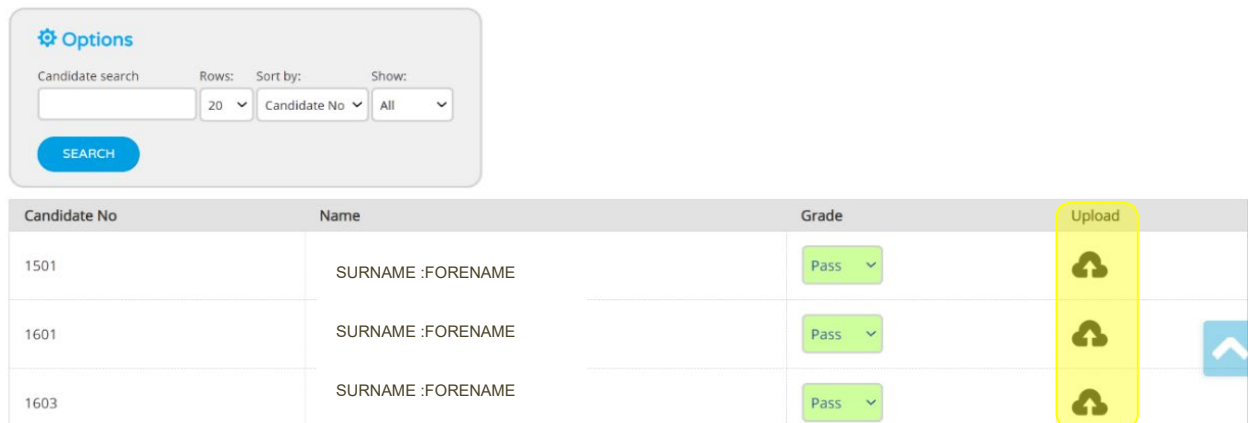 Options
Candidate search Rows: Sort by: Show:
20 Candidate No All
SEARCH
Candidate No Name Grade Upload
1501 SURNAME :FORENAME Pass
1601 SURNAME :FORENAME Pass
1603 SURNAME :FORENAME Pass